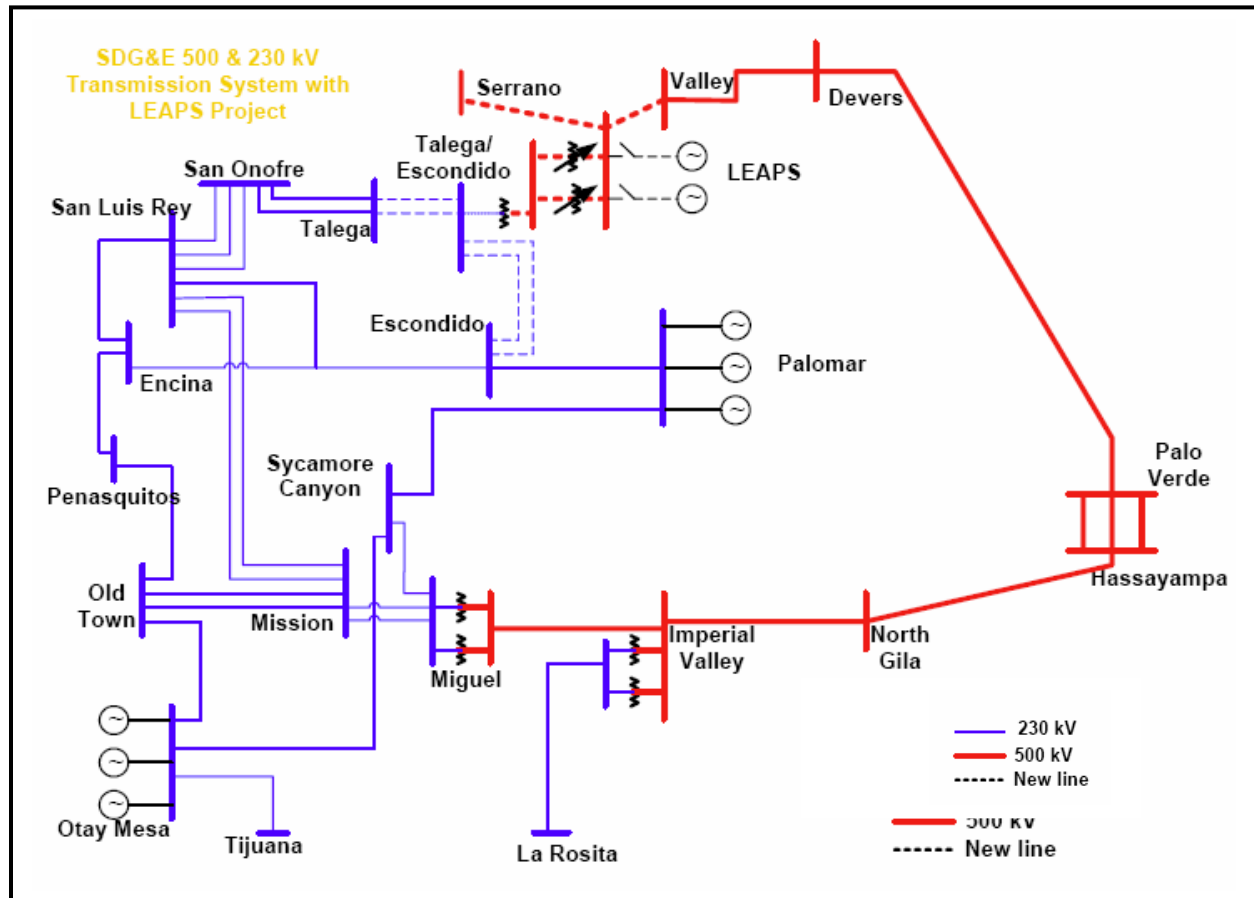 SDG&E 500 & 230 kV
Transmission System with
LEAPS Project
Serrano
Valley
Devers
Talega/
Escondido
LEAPS
San Onofre
San Luis Rey
Talega
Escondido
Encina
Palomar
Palo
Verde
Sycamore
Canyon
Penasquitos
Hassayampa
Old
Town
Mission
Imperial
Valley
North
Gila
Miguel
230 kV
500 kV
New line
500 kV
New line
Otay Mesa
Tijuana
La Rosita